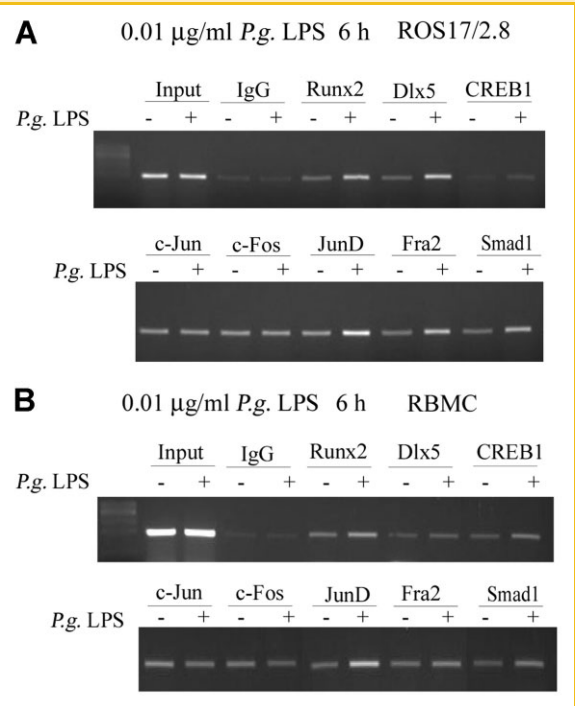 A 0.01 µg/ml P.g. LPS 6 h ROS17/2.8
Input IgG Runx2 Dlx5 CREB1
P.g. LPS - + - + - + - + - +
c-Jun c-Fos JunD Fra2 Smad1
P.g. LPS - + - + - + - + - +
B 0.01 µg/ml P.g. LPS 6 h RBMC
Input IgG Runx2 Dlx5 CREB1
P.g. LPS - + - + - + - + - +
c-Jun c-Fos JunD Fra2 Smad1
P.g. LPS - + - + - + - + - +